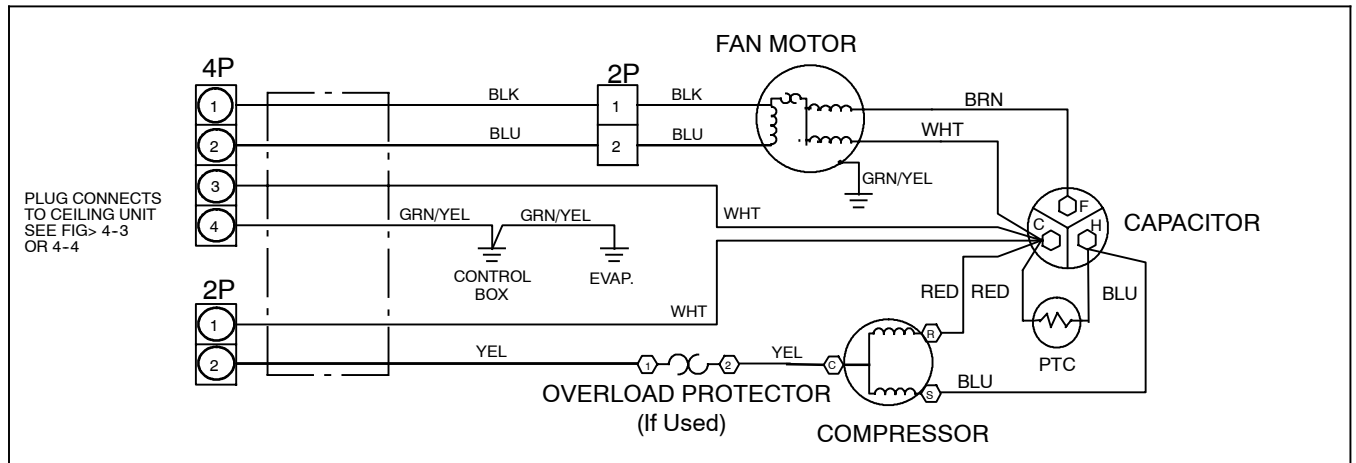 FAN MOTOR
4P
2P
1
BLK
1
BLK
BRN
2
BLU
2
BLU
WHT
3
GRN/YEL
PLUG CONNECTS
TO CEILING UNIT
SEE FIG> 4-3
OR 4-4
4
GRN/YEL
GRN/YEL
WHT
F
C
H
CAPACITOR
CONTROL
BOX
EVAP.
2P
1
WHT
RED
RED
BLU
2
YEL
1
2
YEL
C
R
S
PTC
BLU
OVERLOAD PROTECTOR
(If Used)
COMPRESSOR